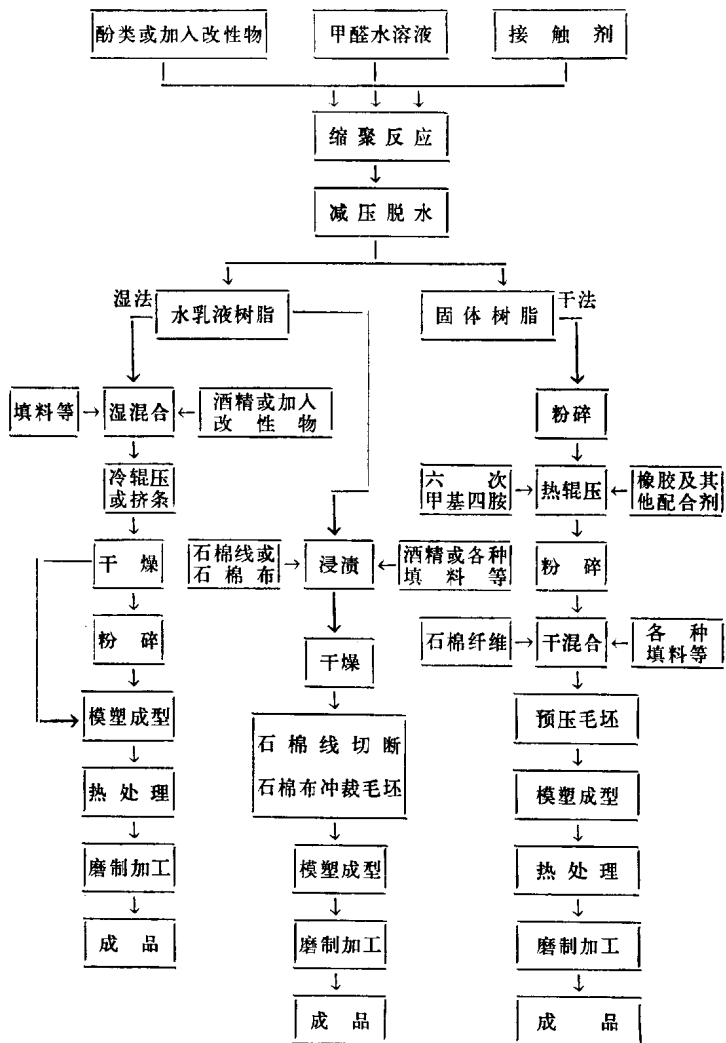 酚类或加入改性物
甲醛水溶液
接触剂
缩聚反应
减压脱水
湿法
水乳液树脂
固体树脂
干法
填料等
湿混合
酒精或加入
改性物
粉碎
冷辊压
或挤条
六次
甲基四胺
热辊压
橡胶及其
他配合剂
干燥
石棉线或
石棉布
浸渍
酒精或各种
填料等
粉碎
粉碎
干燥
石棉纤维
干混合
各种
填料等
模塑成型
石棉线切断
石棉布冲裁毛坯
预压毛坯
热处理
模塑成型
磨制加工
模塑成型
热处理
成品
磨制加工
磨制加工
成品
成品